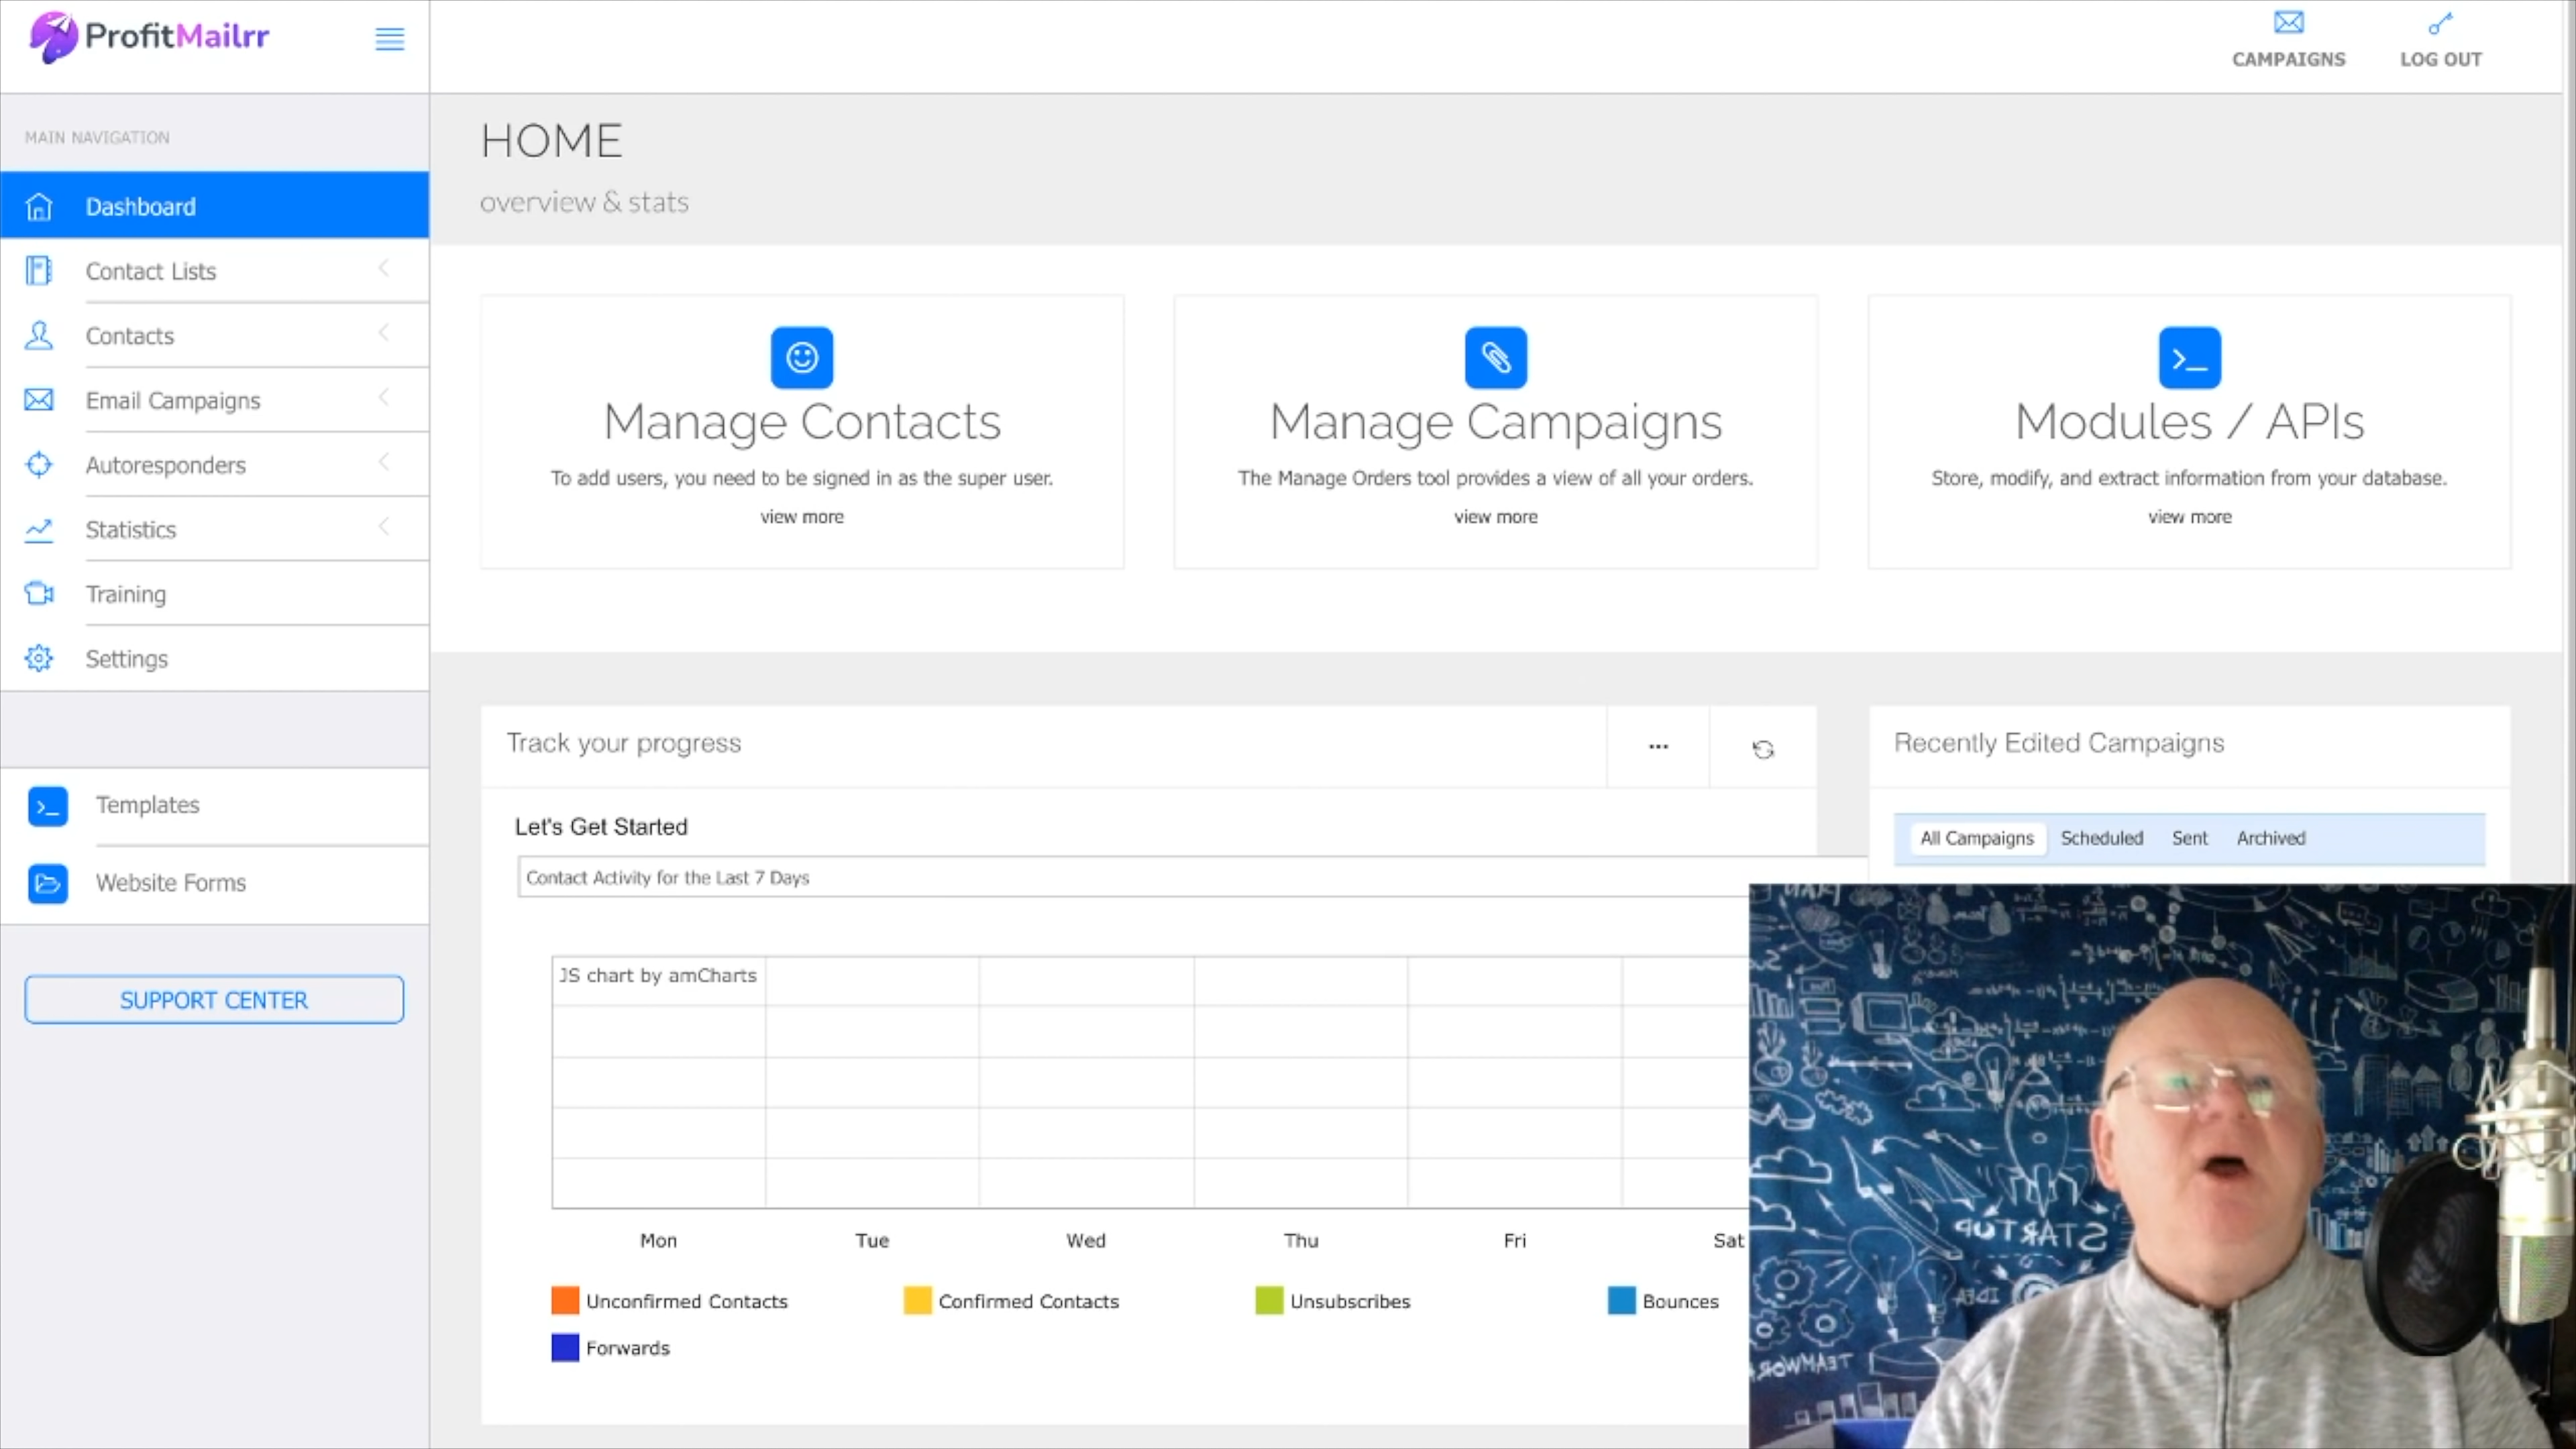 ProfitMailrr
CAMPAIGNS
LOG OUT
MAIN NAVIGATION
Dashboard
Contact Lists
Contacts
Email Campaigns
Autoresponders
Statistics
Training
Settings
Templates
Website Forms
SUPPORT CENTER
HOME
overview & stats
Manage Contacts
To add users, you need to be signed in as the super user.
view more
Manage Campaigns
The Manage Orders tool provides a view of all your orders.
view more
Modules / APIs
Store, modify, and extract information from your database.
view more
Track your progress
...
Let's Get Started
Contact Activity for the Last 7 Days
JS chart by amCharts
Mon Tue Wed Thu Fri Sat
Unconfirmed Contacts Confirmed Contacts Unsubscribes Bounces
Forwards
Recently Edited Campaigns
All Campaigns Scheduled Sent Archived
PLAN
STARTUP
IDEA
TEAMWORK